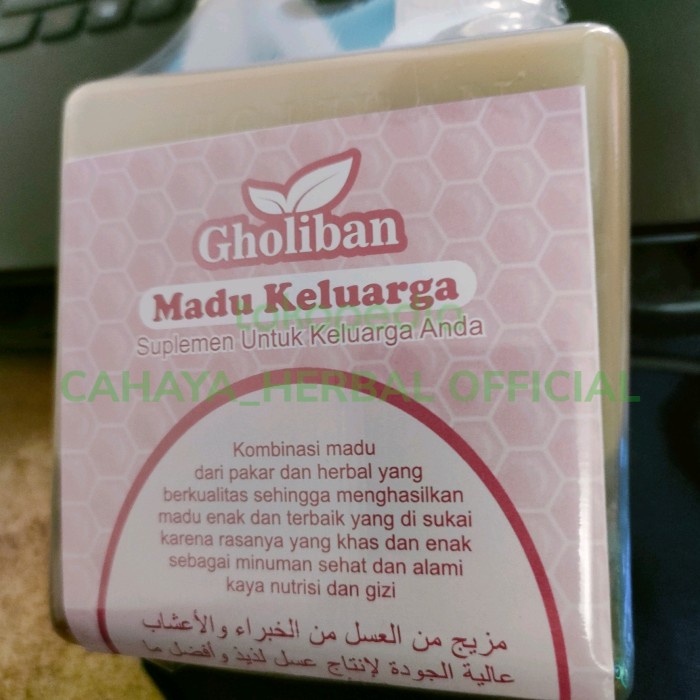 Gholiban
Madu Keluarga
tokopedia
Suplemen Untuk Keluarga Anda
CAHAYA_HERBAL OFFICIAL
Kombinasi madu
dari pakar dan herbal yang
berkualitas sehingga menghasilkan
madu enak dan terbaik yang di sukai
karena rasanya yang khas dan enak
sebagai minuman sehat dan alami
kaya nutrisi dan gizi
مزيج من العسل من الخبراء والأعشاب
عالية الجودة لإنتاج عسل لذيذ وأفضل ما